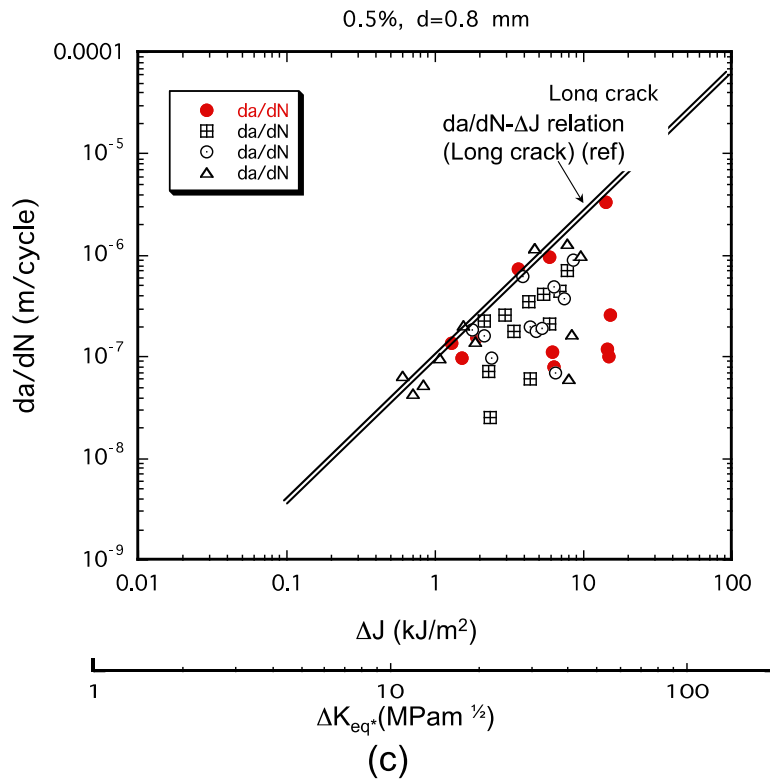 0.5%, d=0.8 mm
0.0001
10⁻⁵
10⁻⁶
10⁻⁷
10⁻⁸
10⁻⁹
da/dN (m/cycle)
da/dN
da/dN
da/dN
da/dN
Long crack
da/dN-ΔJ relation
(Long crack) (ref)
0.01 0.1 1 10 100
ΔJ (kJ/m²)
1 10 100
ΔK_eq*(MPam ½)
(c)